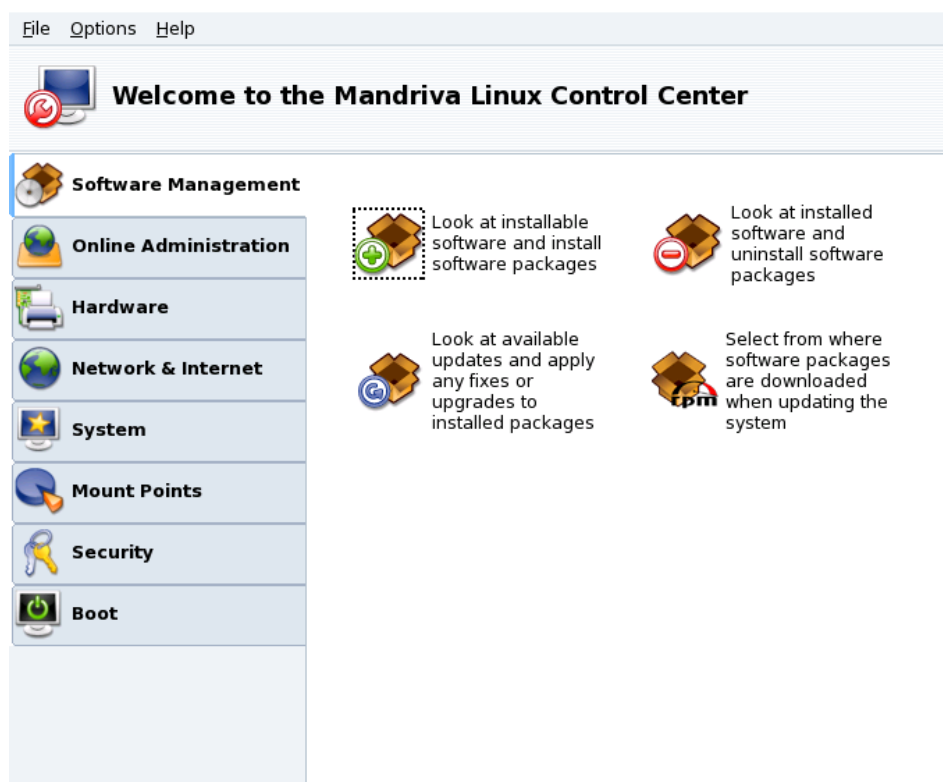 File Options Help
Welcome to the Mandriva Linux Control Center
Software Management
Online Administration
Hardware
Network & Internet
System
Mount Points
Security
Boot
Look at installable
software and install
software packages
Look at installed
software and
uninstall software
packages
Look at available
updates and apply
any fixes or
upgrades to
installed packages
rpm
Select from where
software packages
are downloaded
when updating the
system